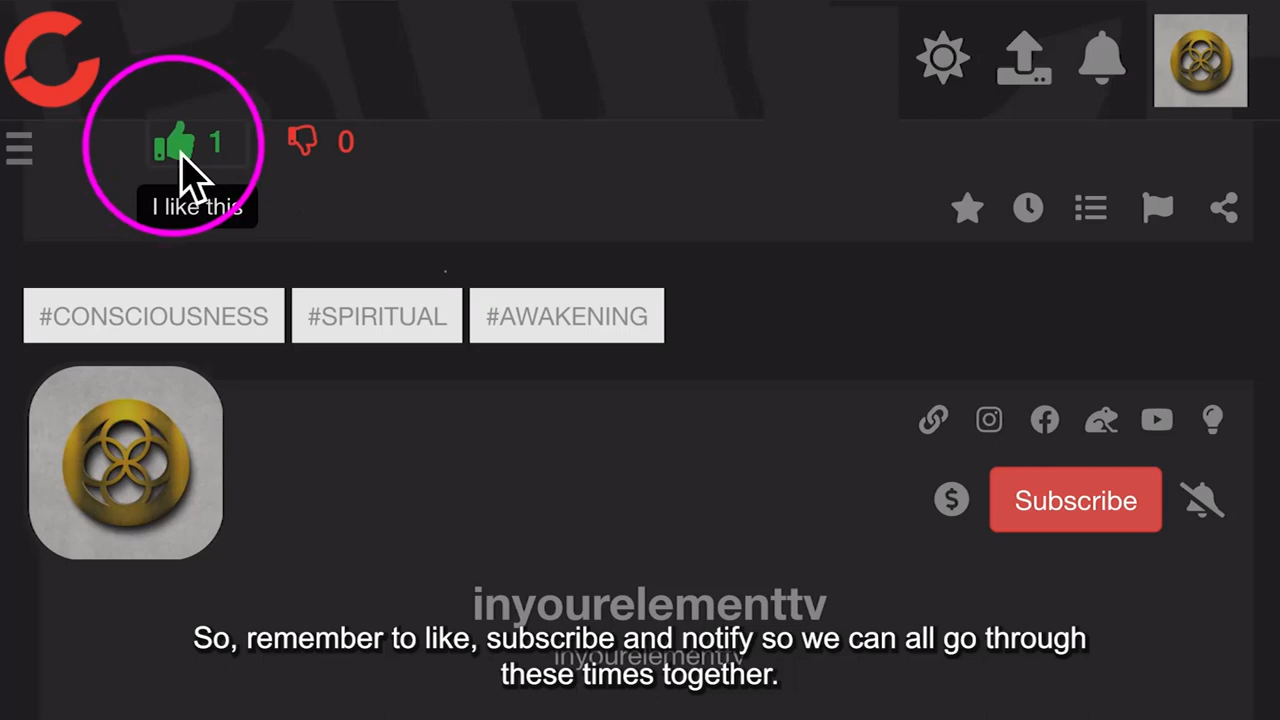 1
0
I like this
#CONSCIOUSNESS
#SPIRITUAL
#AWAKENING
Subscribe
inyourelementtv
So, remember to like, subscribe and notify so we can all go through
inyourelementtv
these times together.